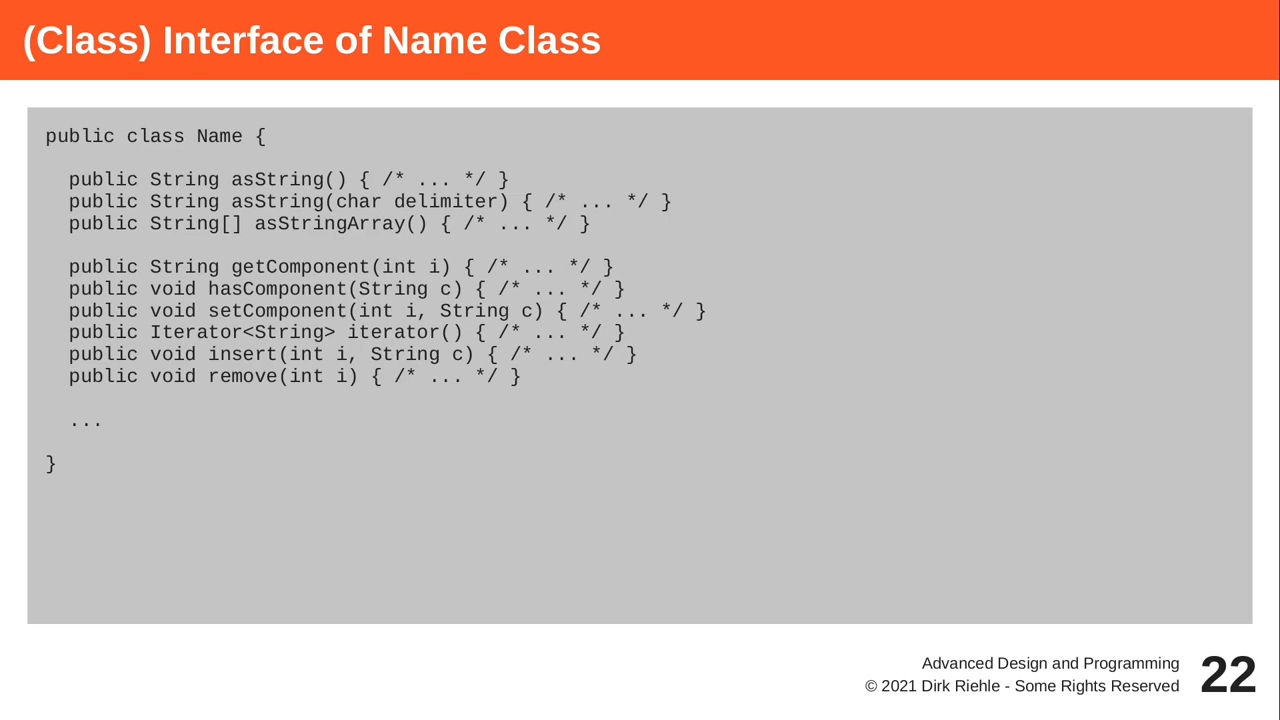 (Class) Interface of Name Class
public class Name {
public String asString() { /* ... */ }
public String asString(char delimiter) { /* ... */ }
public String[] asStringArray() { /* ... */ }
public String getComponent(int i) { /* ... */ }
public void hasComponent(String c) { /* ... */ }
public void setComponent(int i, String c) { /* ... */ }
public Iterator<String> iterator() { /* ... */ }
public void insert(int i, String c) { /* ... */ }
public void remove(int i) { /* ... */ }
...
}
Advanced Design and Programming
© 2021 Dirk Riehle - Some Rights Reserved
22